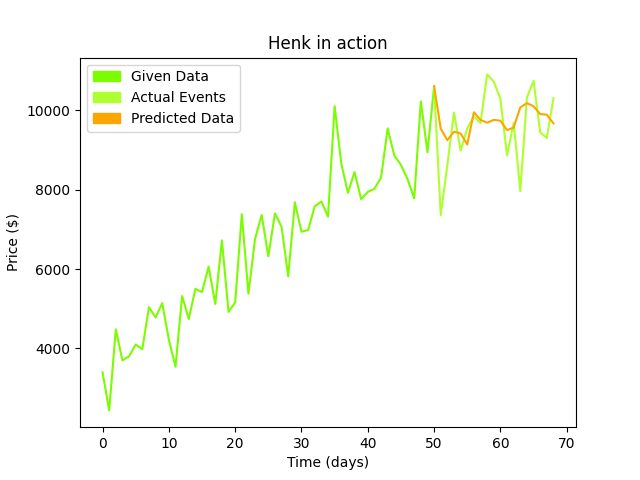 Henk in action
Given Data
Actual Events
Predicted Data
Price ($)
10000
8000
6000
4000
0 10 20 30 40 50 60 70
Time (days)